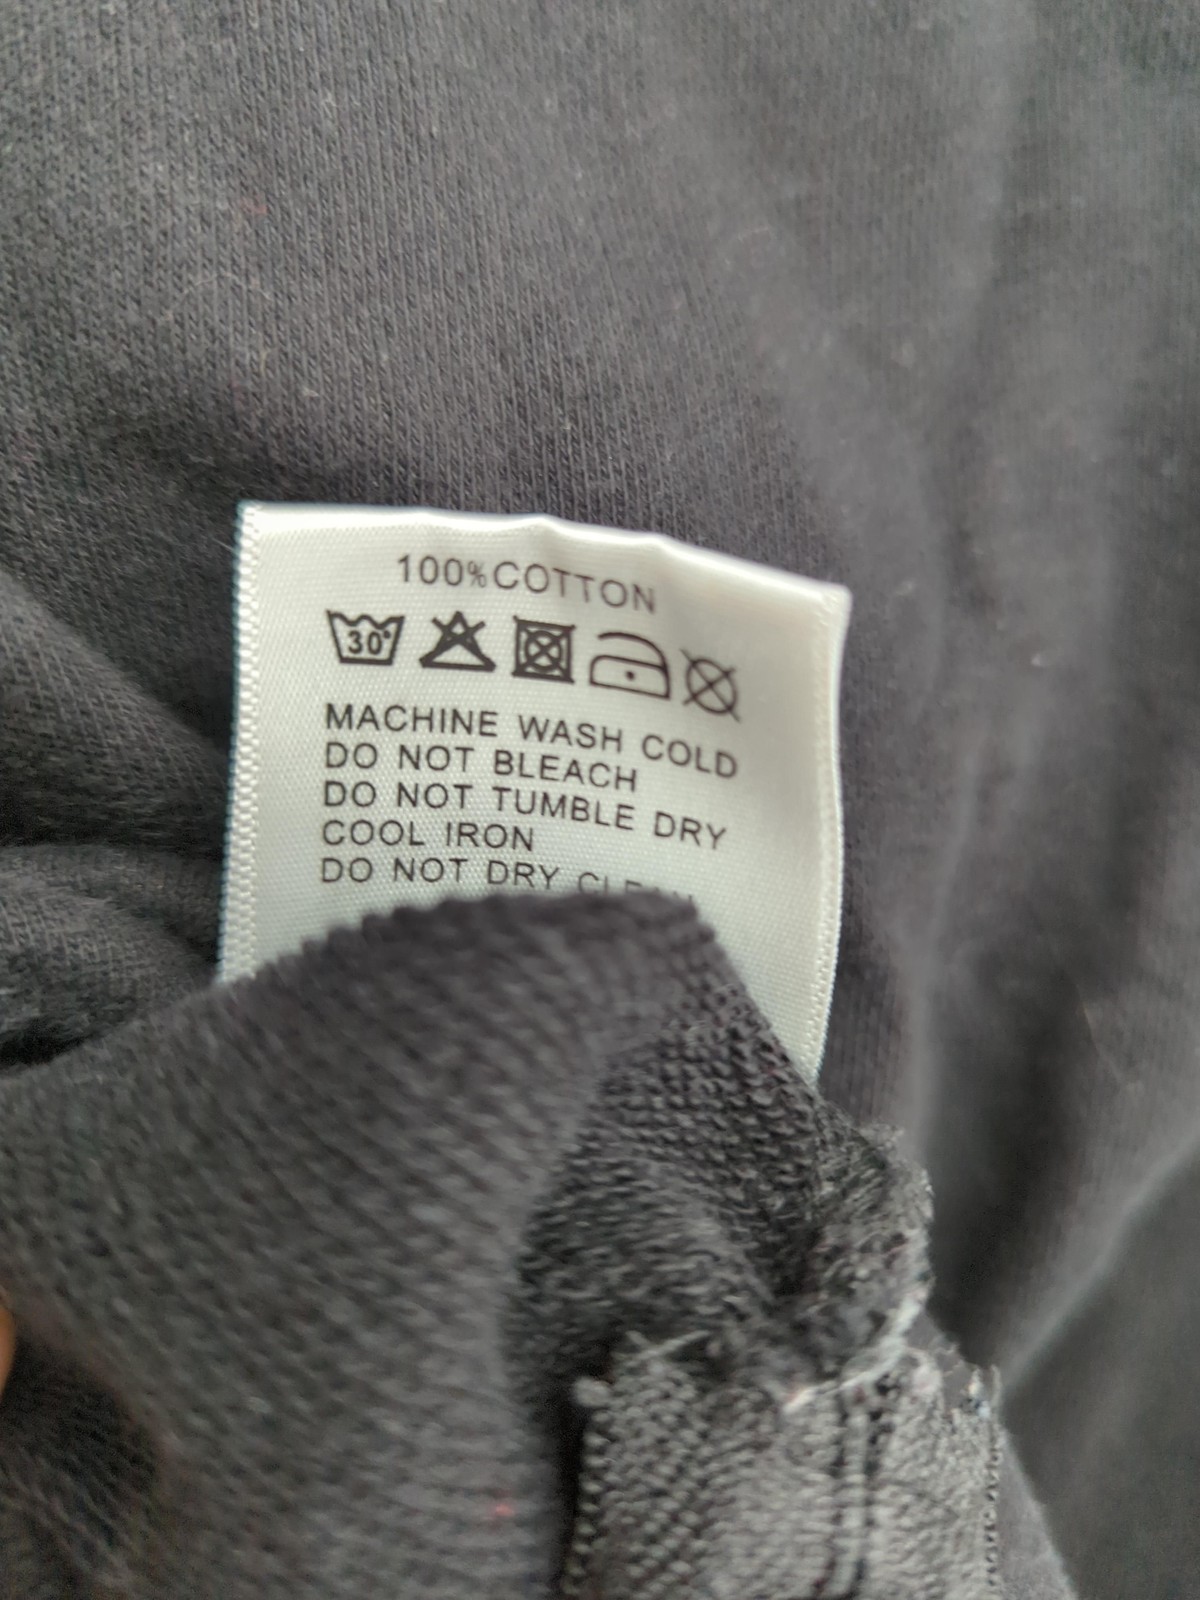 100%COTTON
30°
MACHINE WASH COLD
DO NOT BLEACH
DO NOT TUMBLE DRY
COOL IRON
DO NOT DRY